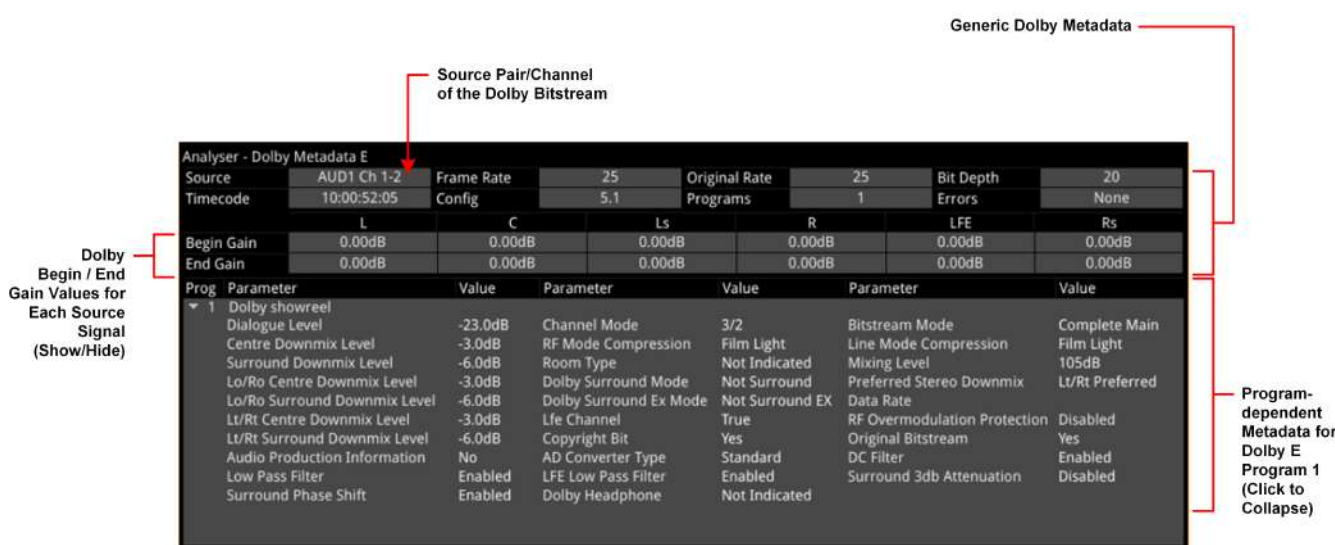 Generic Dolby Metadata
Source Pair/Channel
of the Dolby Bitstream
Analyser - Dolby Metadata E
Source AUD1 Ch 1-2 Frame Rate 25 Original Rate 25 Bit Depth 20
Timecode 10:00:52:05 Config 5.1 Programs 1 Errors None
L C Ls R LFE Rs
Begin Gain 0.00dB 0.00dB 0.00dB 0.00dB 0.00dB 0.00dB
End Gain 0.00dB 0.00dB 0.00dB 0.00dB 0.00dB 0.00dB
Dolby
Begin / End
Gain Values for
Each Source
Signal
(Show/Hide)
Prog Parameter Value Parameter Value Parameter Value
1 Dolby showreel
Dialogue Level -23.0dB Channel Mode 3/2 Bitstream Mode Complete Main
Centre Downmix Level -3.0dB RF Mode Compression Film Light Line Mode Compression Film Light
Surround Downmix Level -6.0dB Room Type Not Indicated Mixing Level 105dB
Lo/Ro Centre Downmix Level -3.0dB Dolby Surround Mode Not Surround Preferred Stereo Downmix Lt/Rt Preferred
Lo/Ro Surround Downmix Level -6.0dB Dolby Surround Ex Mode Not Surround EX Data Rate
Lt/Rt Centre Downmix Level -3.0dB Lfe Channel True RF Overmodulation Protection Disabled
Lt/Rt Surround Downmix Level -6.0dB Copyright Bit Yes Original Bitstream Yes
Audio Production Information No AD Converter Type Standard DC Filter Enabled
Low Pass Filter Enabled LFE Low Pass Filter Enabled Surround 3db Attenuation Disabled
Surround Phase Shift Enabled Dolby Headphone Not Indicated
Program-
dependent
Metadata for
Dolby E
Program 1
(Click to
Collapse)